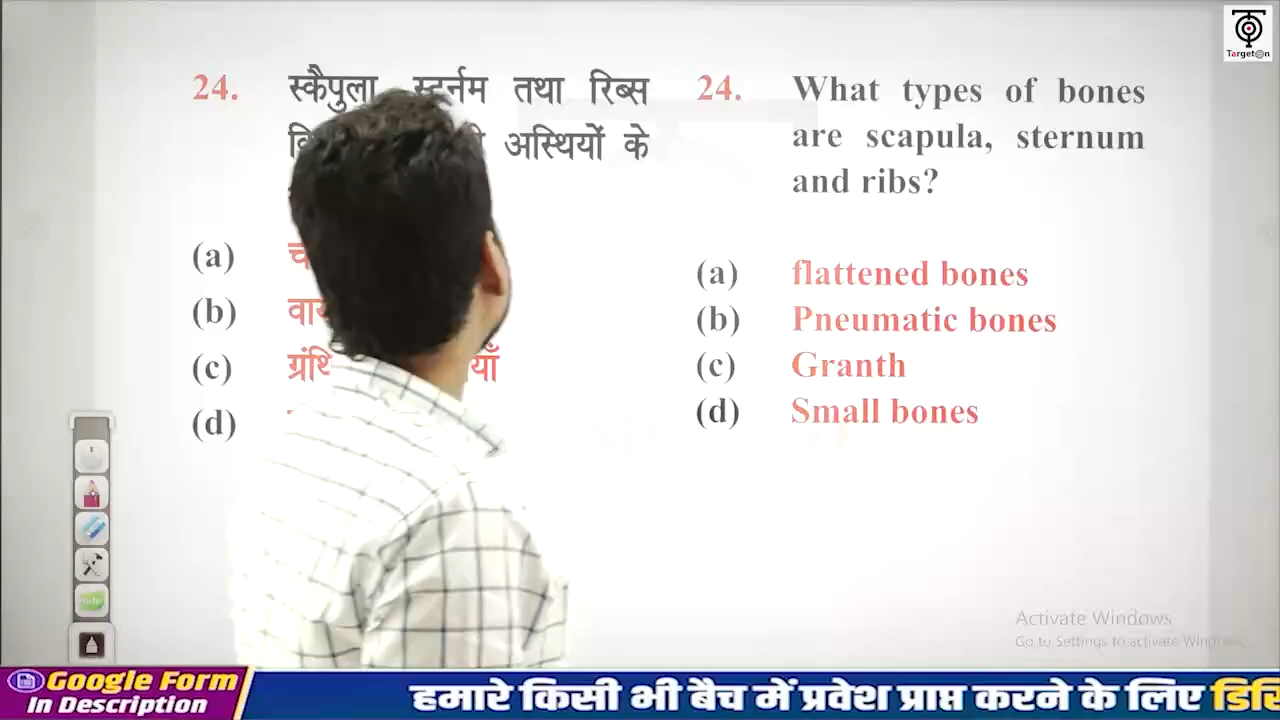 TargetOn
24. स्कैपुला, स्टर्नम तथा रिब्स
अस्थियों के
(a)
(b)
(c)
(d)
24. What types of bones
are scapula, sternum
and ribs?
(a) flattened bones
(b) Pneumatic bones
(c) Granth
(d) Small bones
Activate Windows
Go to Settings to activate Windows
Google Form
In Description
हमारे किसी भी बैच में प्रवेश प्राप्त करने के लिए